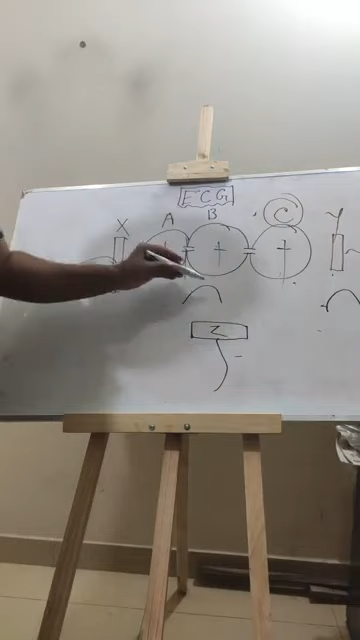 ECG
X A B C Y
+ +
Z
-